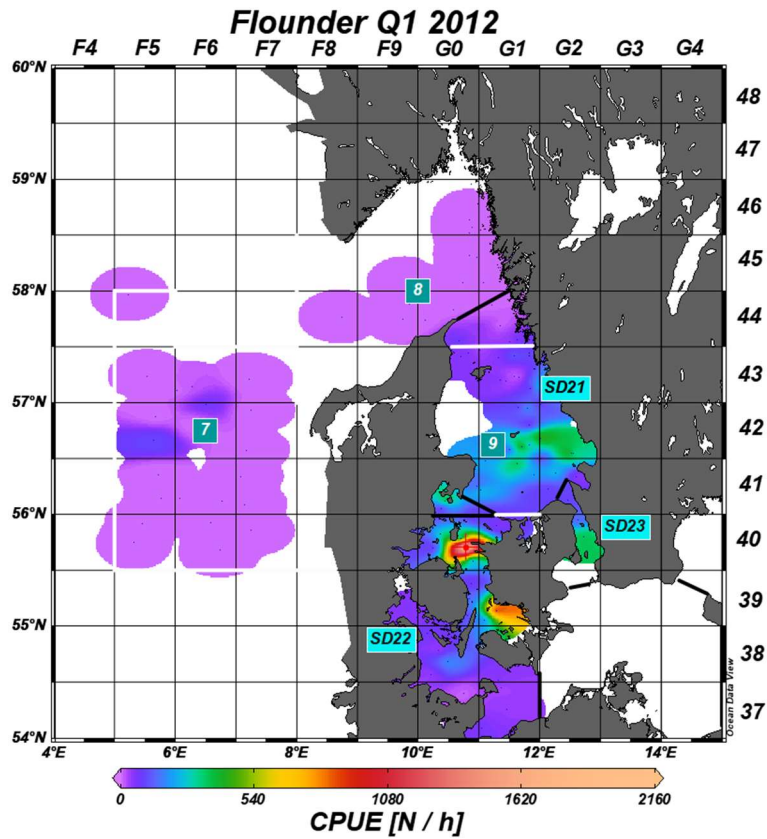 Flounder Q1 2012
F4 F5 F6 F7 F8 F9 G0 G1 G2 G3 G4
60°N
48
47
59°N
46
45
58°N
8
44
43
SD21
57°N
7
42
9
41
56°N
SD23
40
39
55°N
SD22
38
37
54°N
Ocean Data View
4°E 6°E 8°E 10°E 12°E 14°E
0 540 1080 1620 2160
CPUE [N / h]